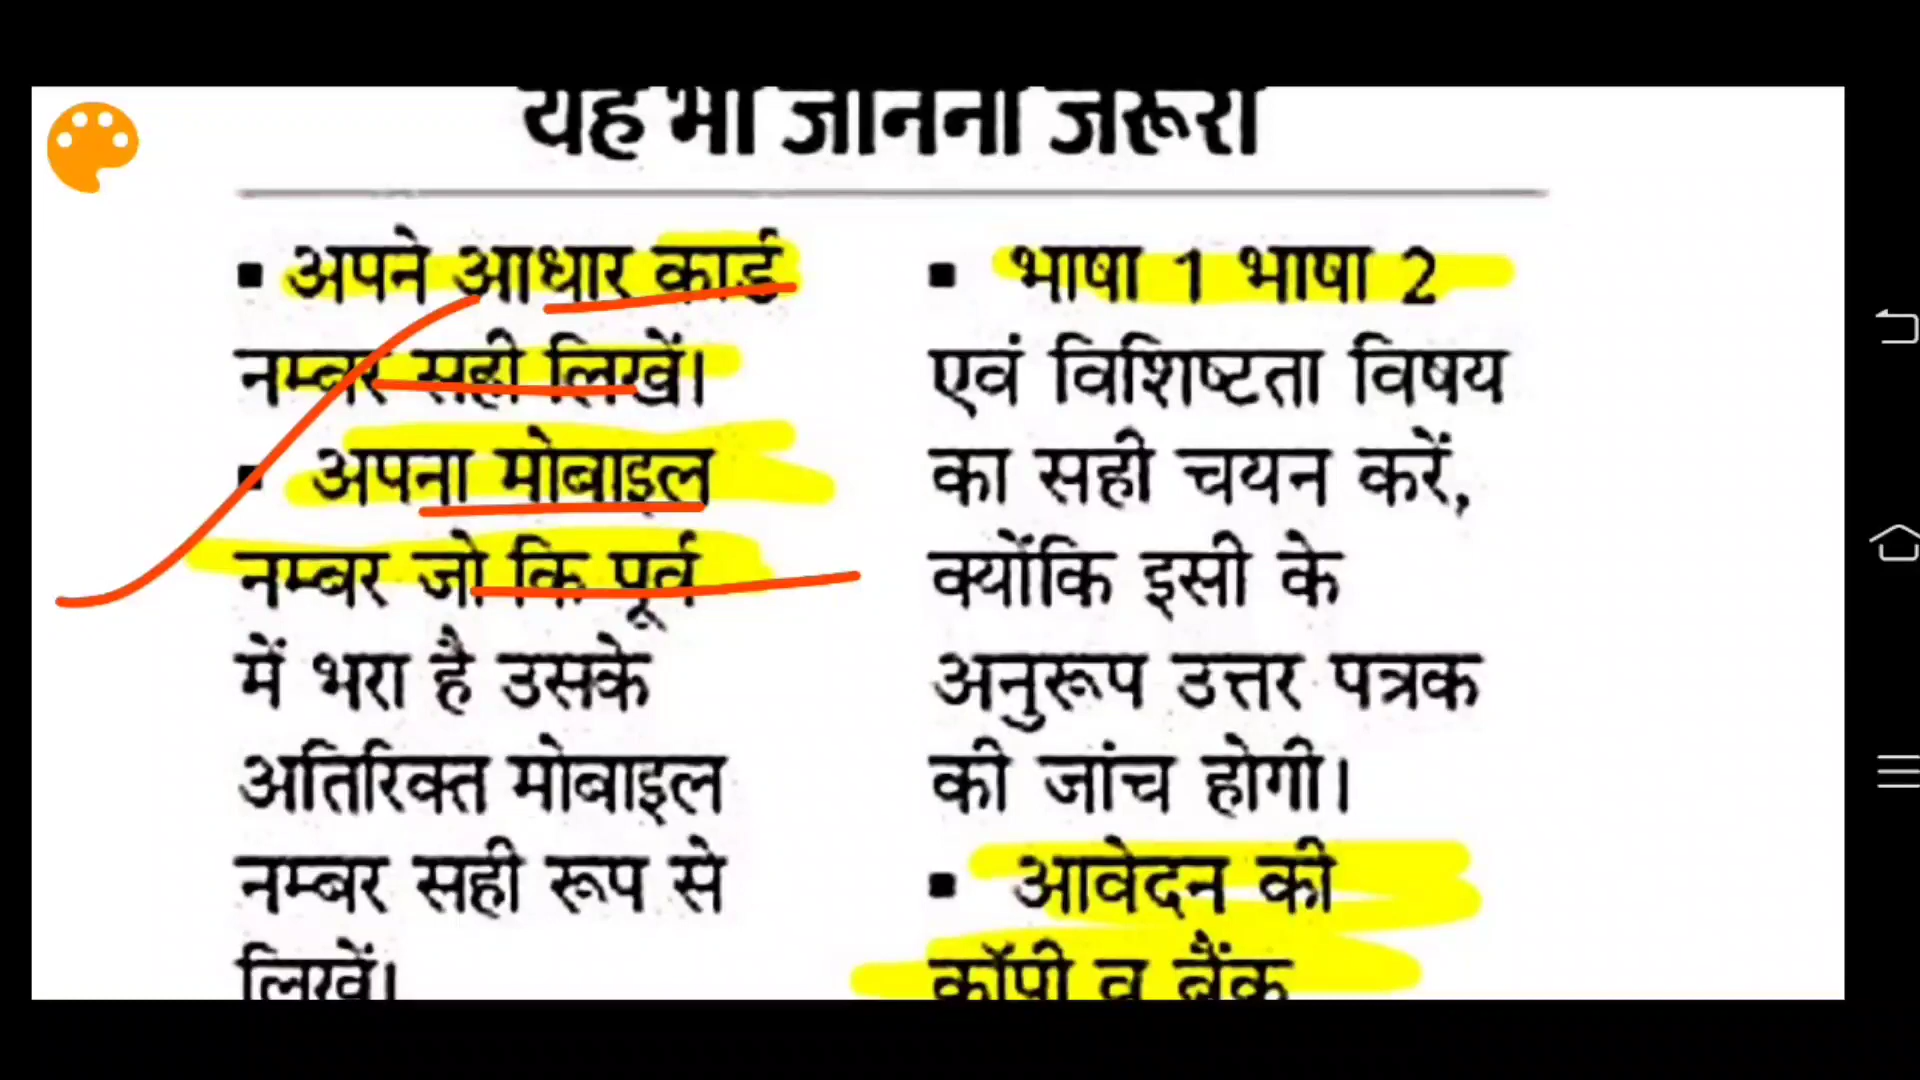 यह भी जानना जरूरी
▪ अपने आधार कार्ड
नम्बर सही लिखें।
▪ अपना मोबाइल
नम्बर जो कि पूर्व
में भरा है उसके
अतिरिक्त मोबाइल
नम्बर सही रूप से
लिखें।
▪ भाषा 1 भाषा 2
एवं विशिष्टता विषय
का सही चयन करें,
क्योंकि इसी के
अनुरूप उत्तर पत्रक
की जांच होगी।
▪ आवेदन की
कॉपी व बैंक